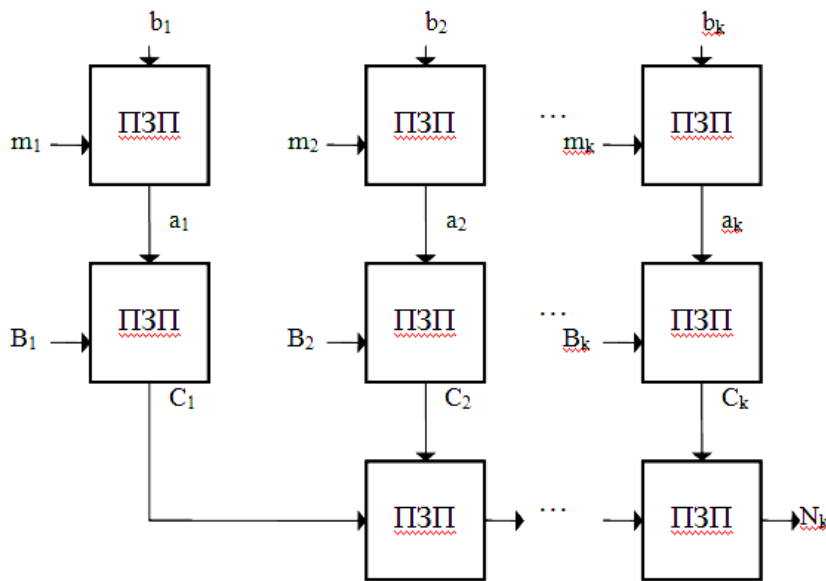 b₁ b₂ bₖ
ПЗП ПЗП … ПЗП
m₁ m₂ mₖ
a₁ a₂ aₖ
ПЗП ПЗП … ПЗП
B₁ B₂ Bₖ
C₁ C₂ Cₖ
ПЗП … ПЗП Nₖ